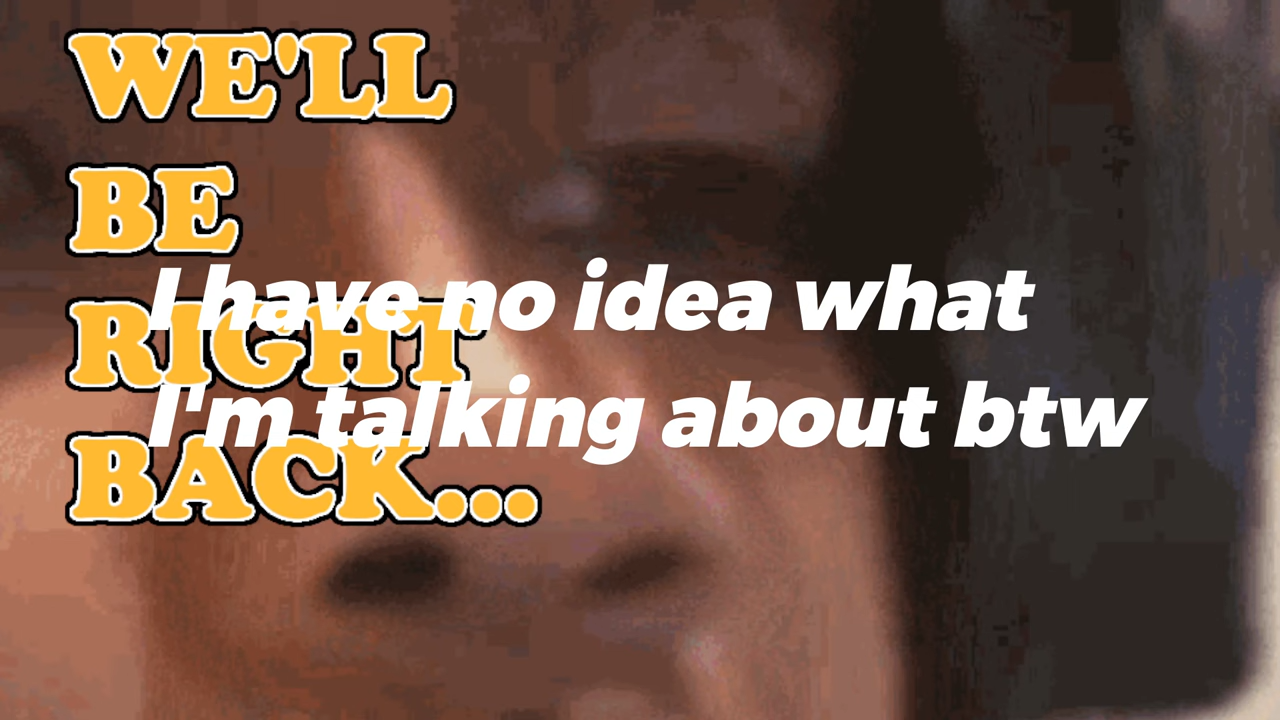 WE'LL
BE
RIGHT
BACK...
I have no idea what
I'm talking about btw